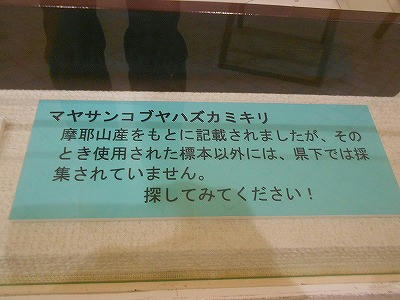 マヤサンコブヤハズカミキリ
摩耶山産をもとに記載されましたが、その
とき使用された標本以外には、県下では採
集されていません。
探してみてください！